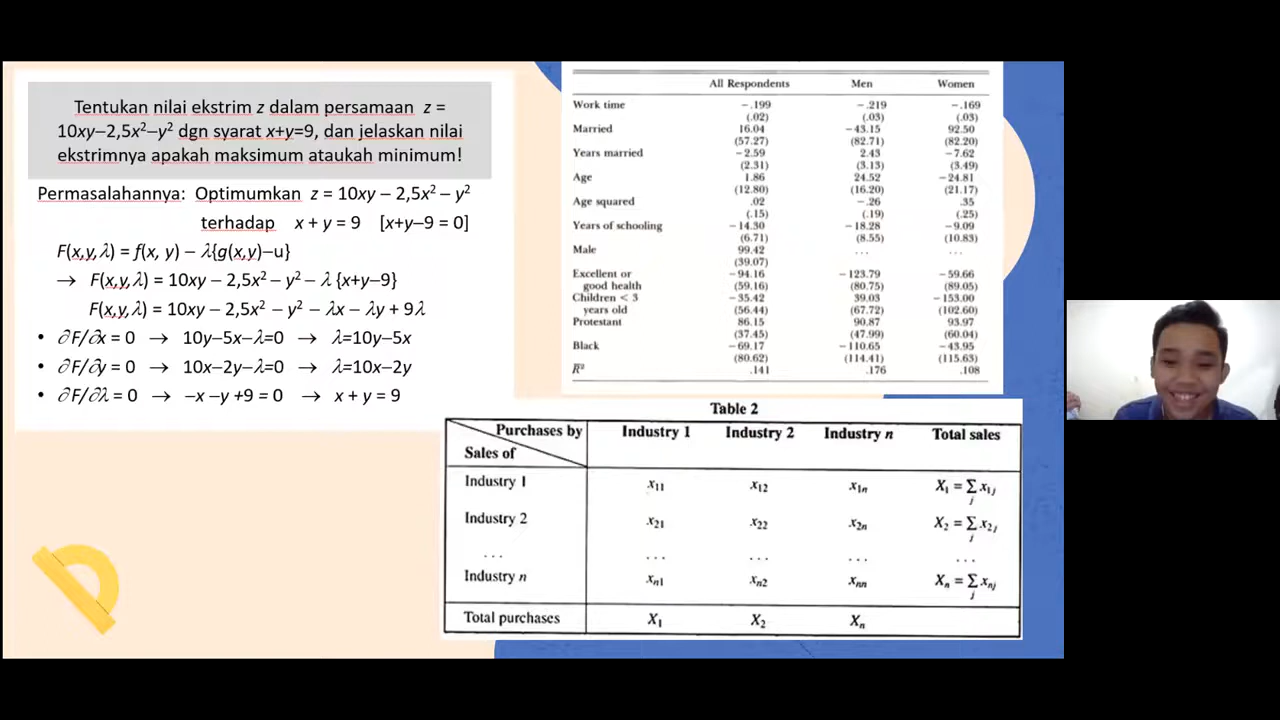 Tentukan nilai ekstrim z dalam persamaan z =
10xy−2,5x²−y² dgn syarat x+y=9, dan jelaskan nilai
ekstrimnya apakah maksimum ataukah minimum!
Permasalahannya: Optimumkan z = 10xy − 2,5x² − y²
terhadap x + y = 9 [x+y−9 = 0]
F(x,y,λ) = f(x, y) − λ{g(x,y)−u}
→ F(x,y,λ) = 10xy − 2,5x² − y² − λ {x+y−9}
F(x,y,λ) = 10xy − 2,5x² − y² − λx − λy + 9λ
• ∂F/∂x = 0 → 10y−5x−λ=0 → λ=10y−5x
• ∂F/∂y = 0 → 10x−2y−λ=0 → λ=10x−2y
• ∂F/∂λ = 0 → −x −y +9 = 0 → x + y = 9
All Respondents Men Women
Work time −.199 −.219 −.169
(.02) (.03) (.03)
Married 16.04 −43.15 92.50
(57.27) (82.71) (82.20)
Years married −2.59 2.43 −7.62
(2.31) (3.13) (3.49)
Age 1.86 24.52 −24.81
(12.80) (16.20) (21.17)
Age squared .02 −.26 .35
(.15) (.19) (.25)
Years of schooling −14.30 −18.28 −9.09
(6.71) (8.55) (10.83)
Male 99.42 ... ...
(39.07)
Excellent or −94.16 −123.79 −59.66
good health (59.16) (80.75) (89.05)
Children < 3 −35.42 39.03 −153.00
years old (56.44) (67.72) (102.60)
Protestant 86.15 90.87 93.97
(37.45) (47.99) (60.04)
Black −69.17 −110.65 −43.95
(80.62) (114.41) (115.63)
R² .141 .176 .108
Table 2
Purchases by Industry 1 Industry 2 Industry n Total sales
Sales of
Industry 1 x₁₁ x₁₂ x₁ₙ X₁ = Σⱼ x₁ⱼ
Industry 2 x₂₁ x₂₂ x₂ₙ X₂ = Σⱼ x₂ⱼ
... ... ... ... ...
Industry n xₙ₁ xₙ₂ xₙₙ Xₙ = Σⱼ xₙⱼ
Total purchases X₁ X₂ Xₙ